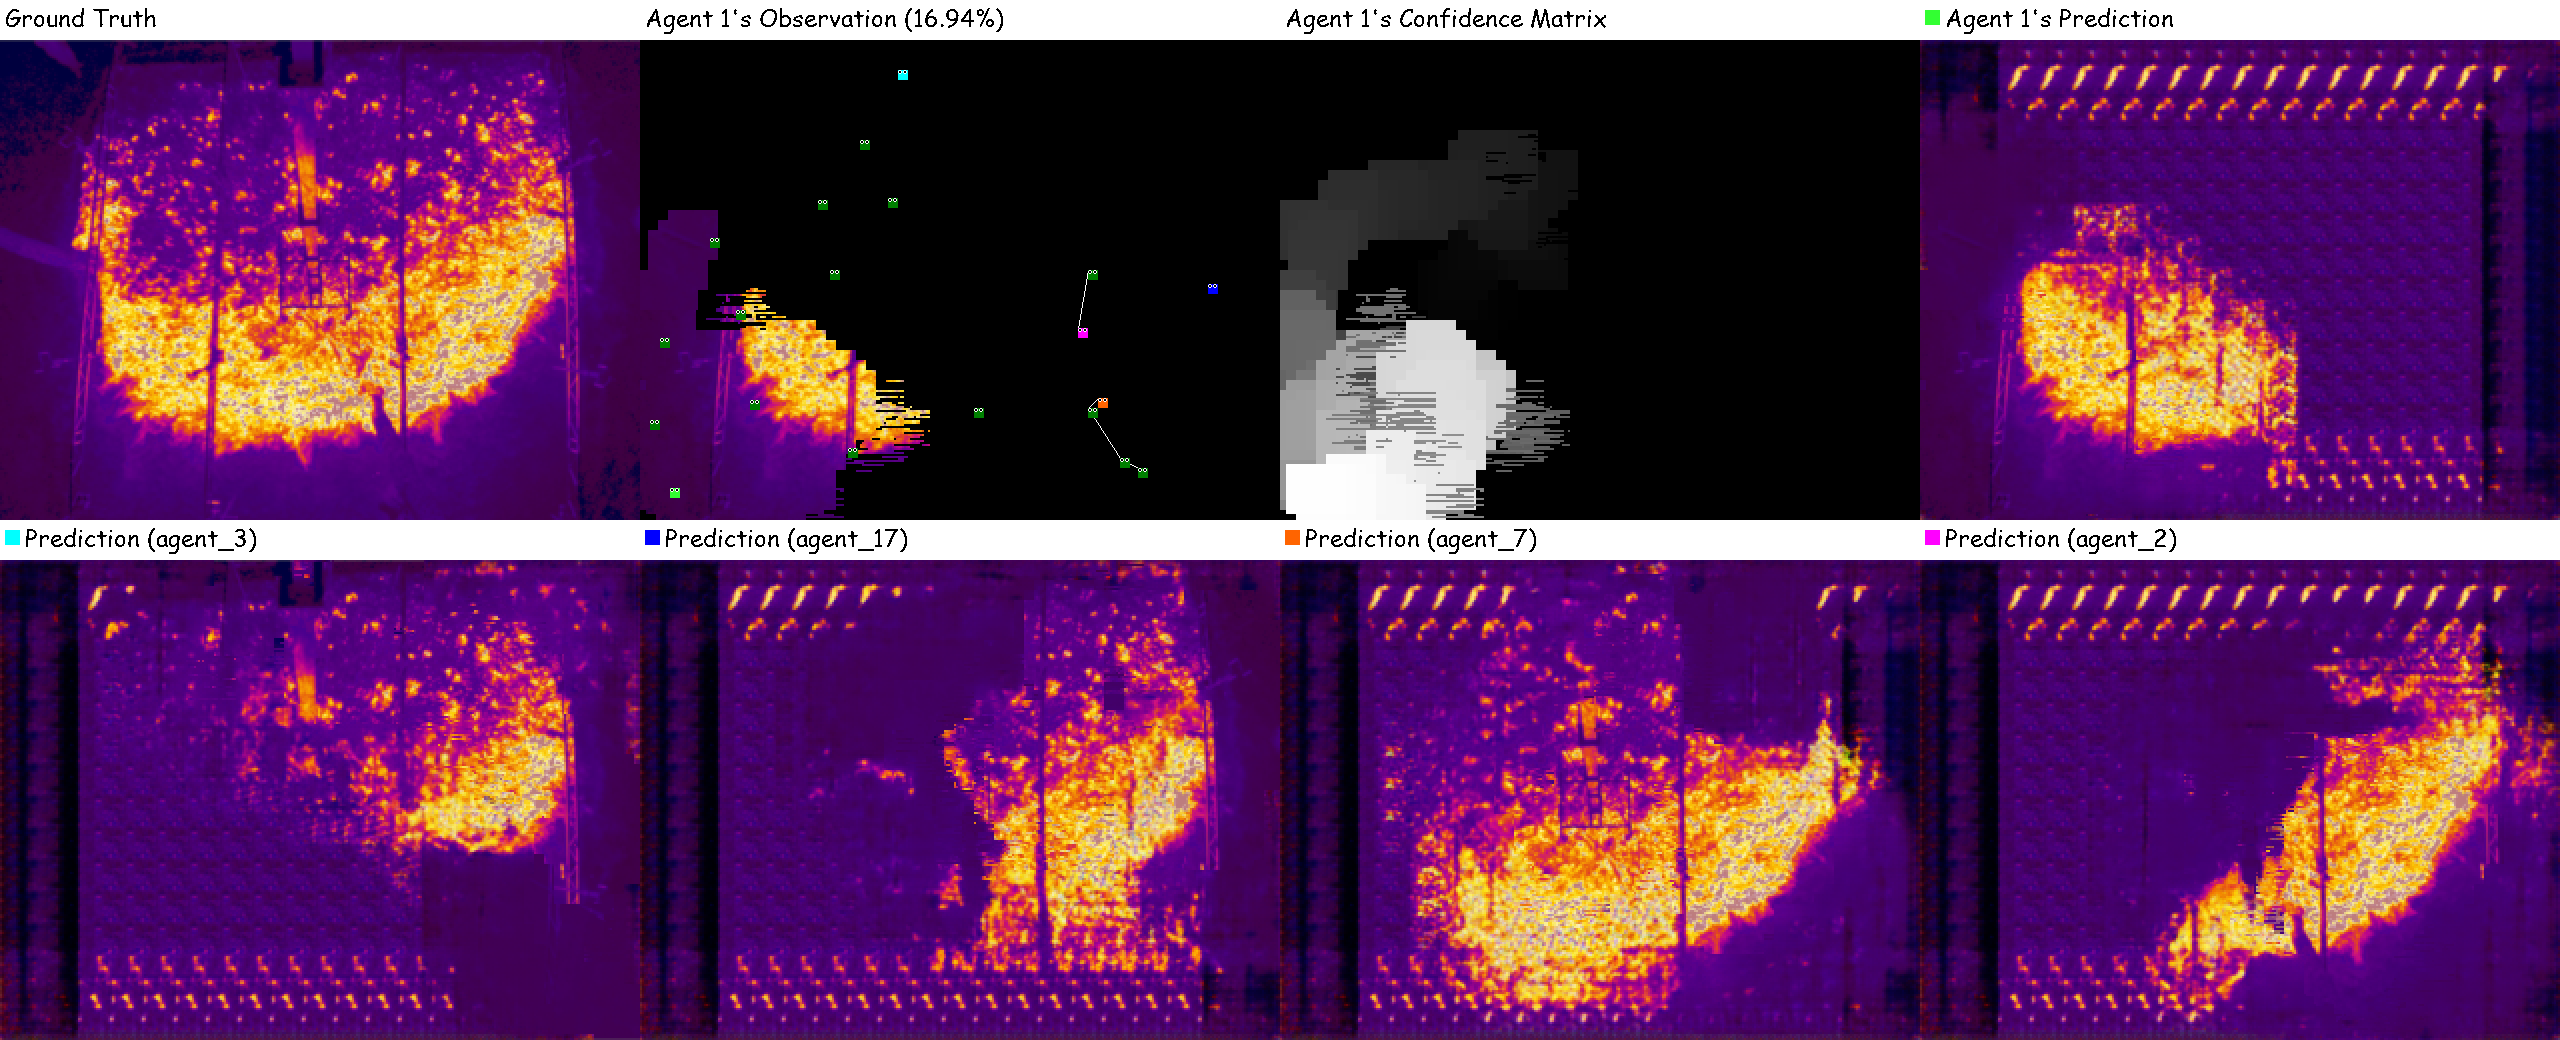 Ground Truth
Agent 1's Observation (16.94%)
Agent 1's Confidence Matrix
Agent 1's Prediction
Prediction (agent_3)
Prediction (agent_17)
Prediction (agent_7)
Prediction (agent_2)